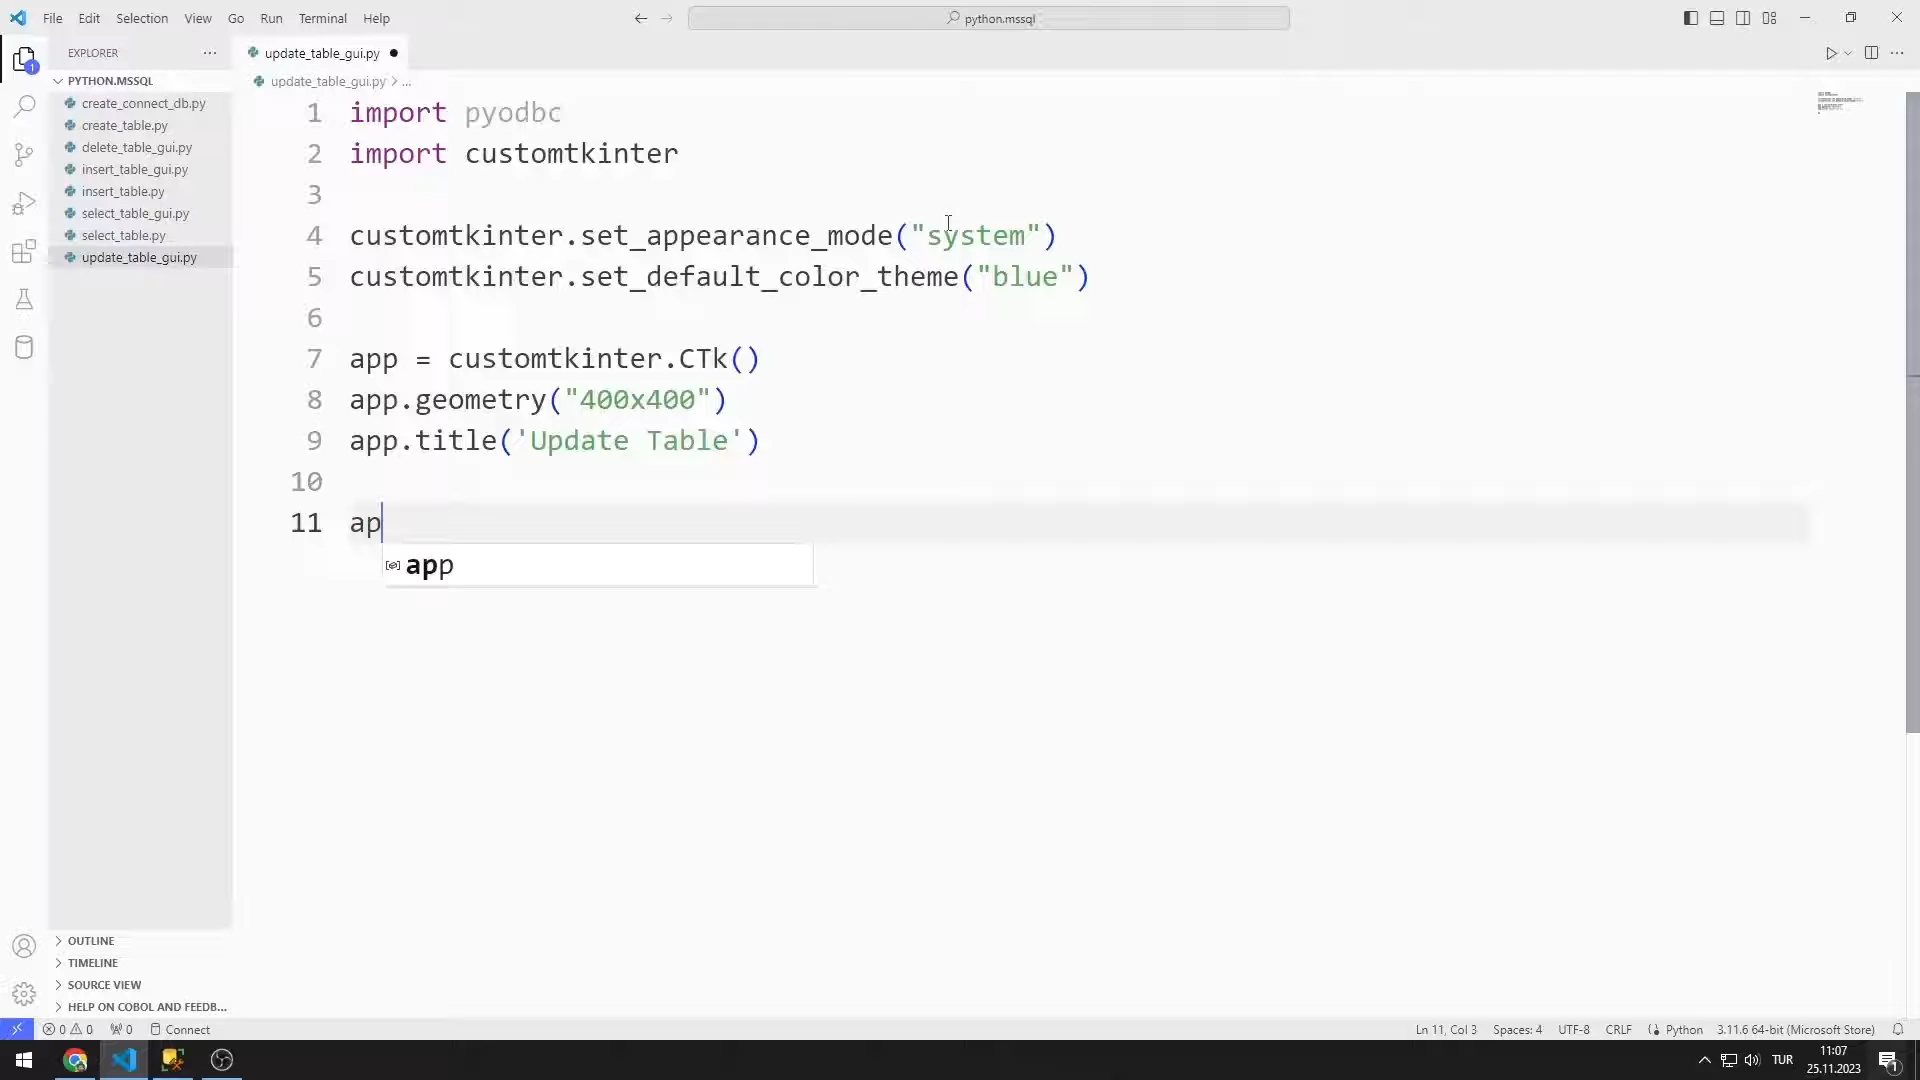 File Edit Selection View Go Run Terminal Help
python.mssql
EXPLORER
update_table_gui.py
PYTHON.MSSQL
update_table_gui.py > ...
create_connect_db.py
create_table.py
delete_table_gui.py
insert_table_gui.py
insert_table.py
select_table_gui.py
select_table.py
update_table_gui.py
1 import pyodbc
2 import customtkinter
3
4 customtkinter.set_appearance_mode("system")
5 customtkinter.set_default_color_theme("blue")
6
7 app = customtkinter.CTk()
8 app.geometry("400x400")
9 app.title('Update Table')
10
11 ap
app
OUTLINE
TIMELINE
SOURCE VIEW
HELP ON COBOL AND FEEDB...
0 0 0 Connect
Ln 11, Col 3 Spaces: 4 UTF-8 CRLF Python 3.11.6 64-bit (Microsoft Store)
TUR
11:07
25.11.2023
1
1